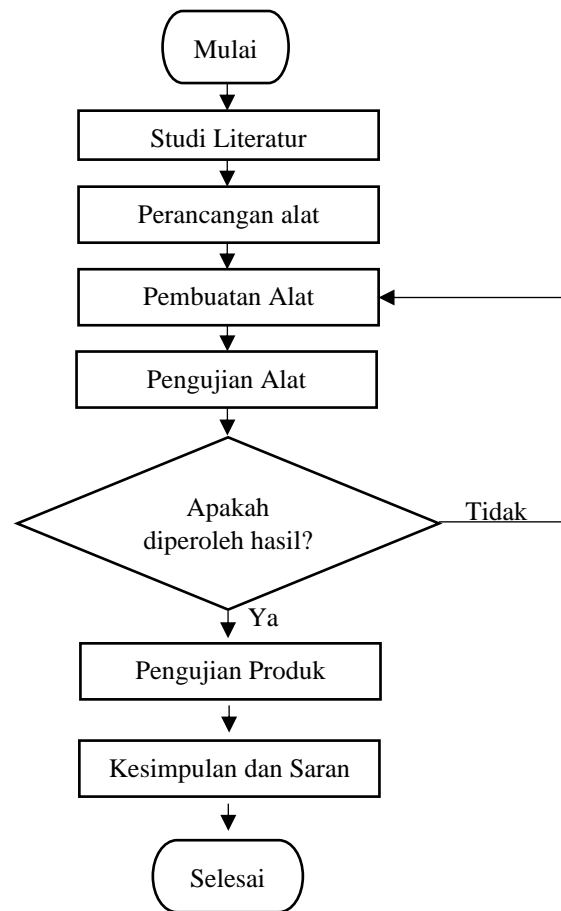 Mulai
Studi Literatur
Perancangan alat
Pembuatan Alat
Pengujian Alat
Apakah
diperoleh hasil?
Tidak
Ya
Pengujian Produk
Kesimpulan dan Saran
Selesai